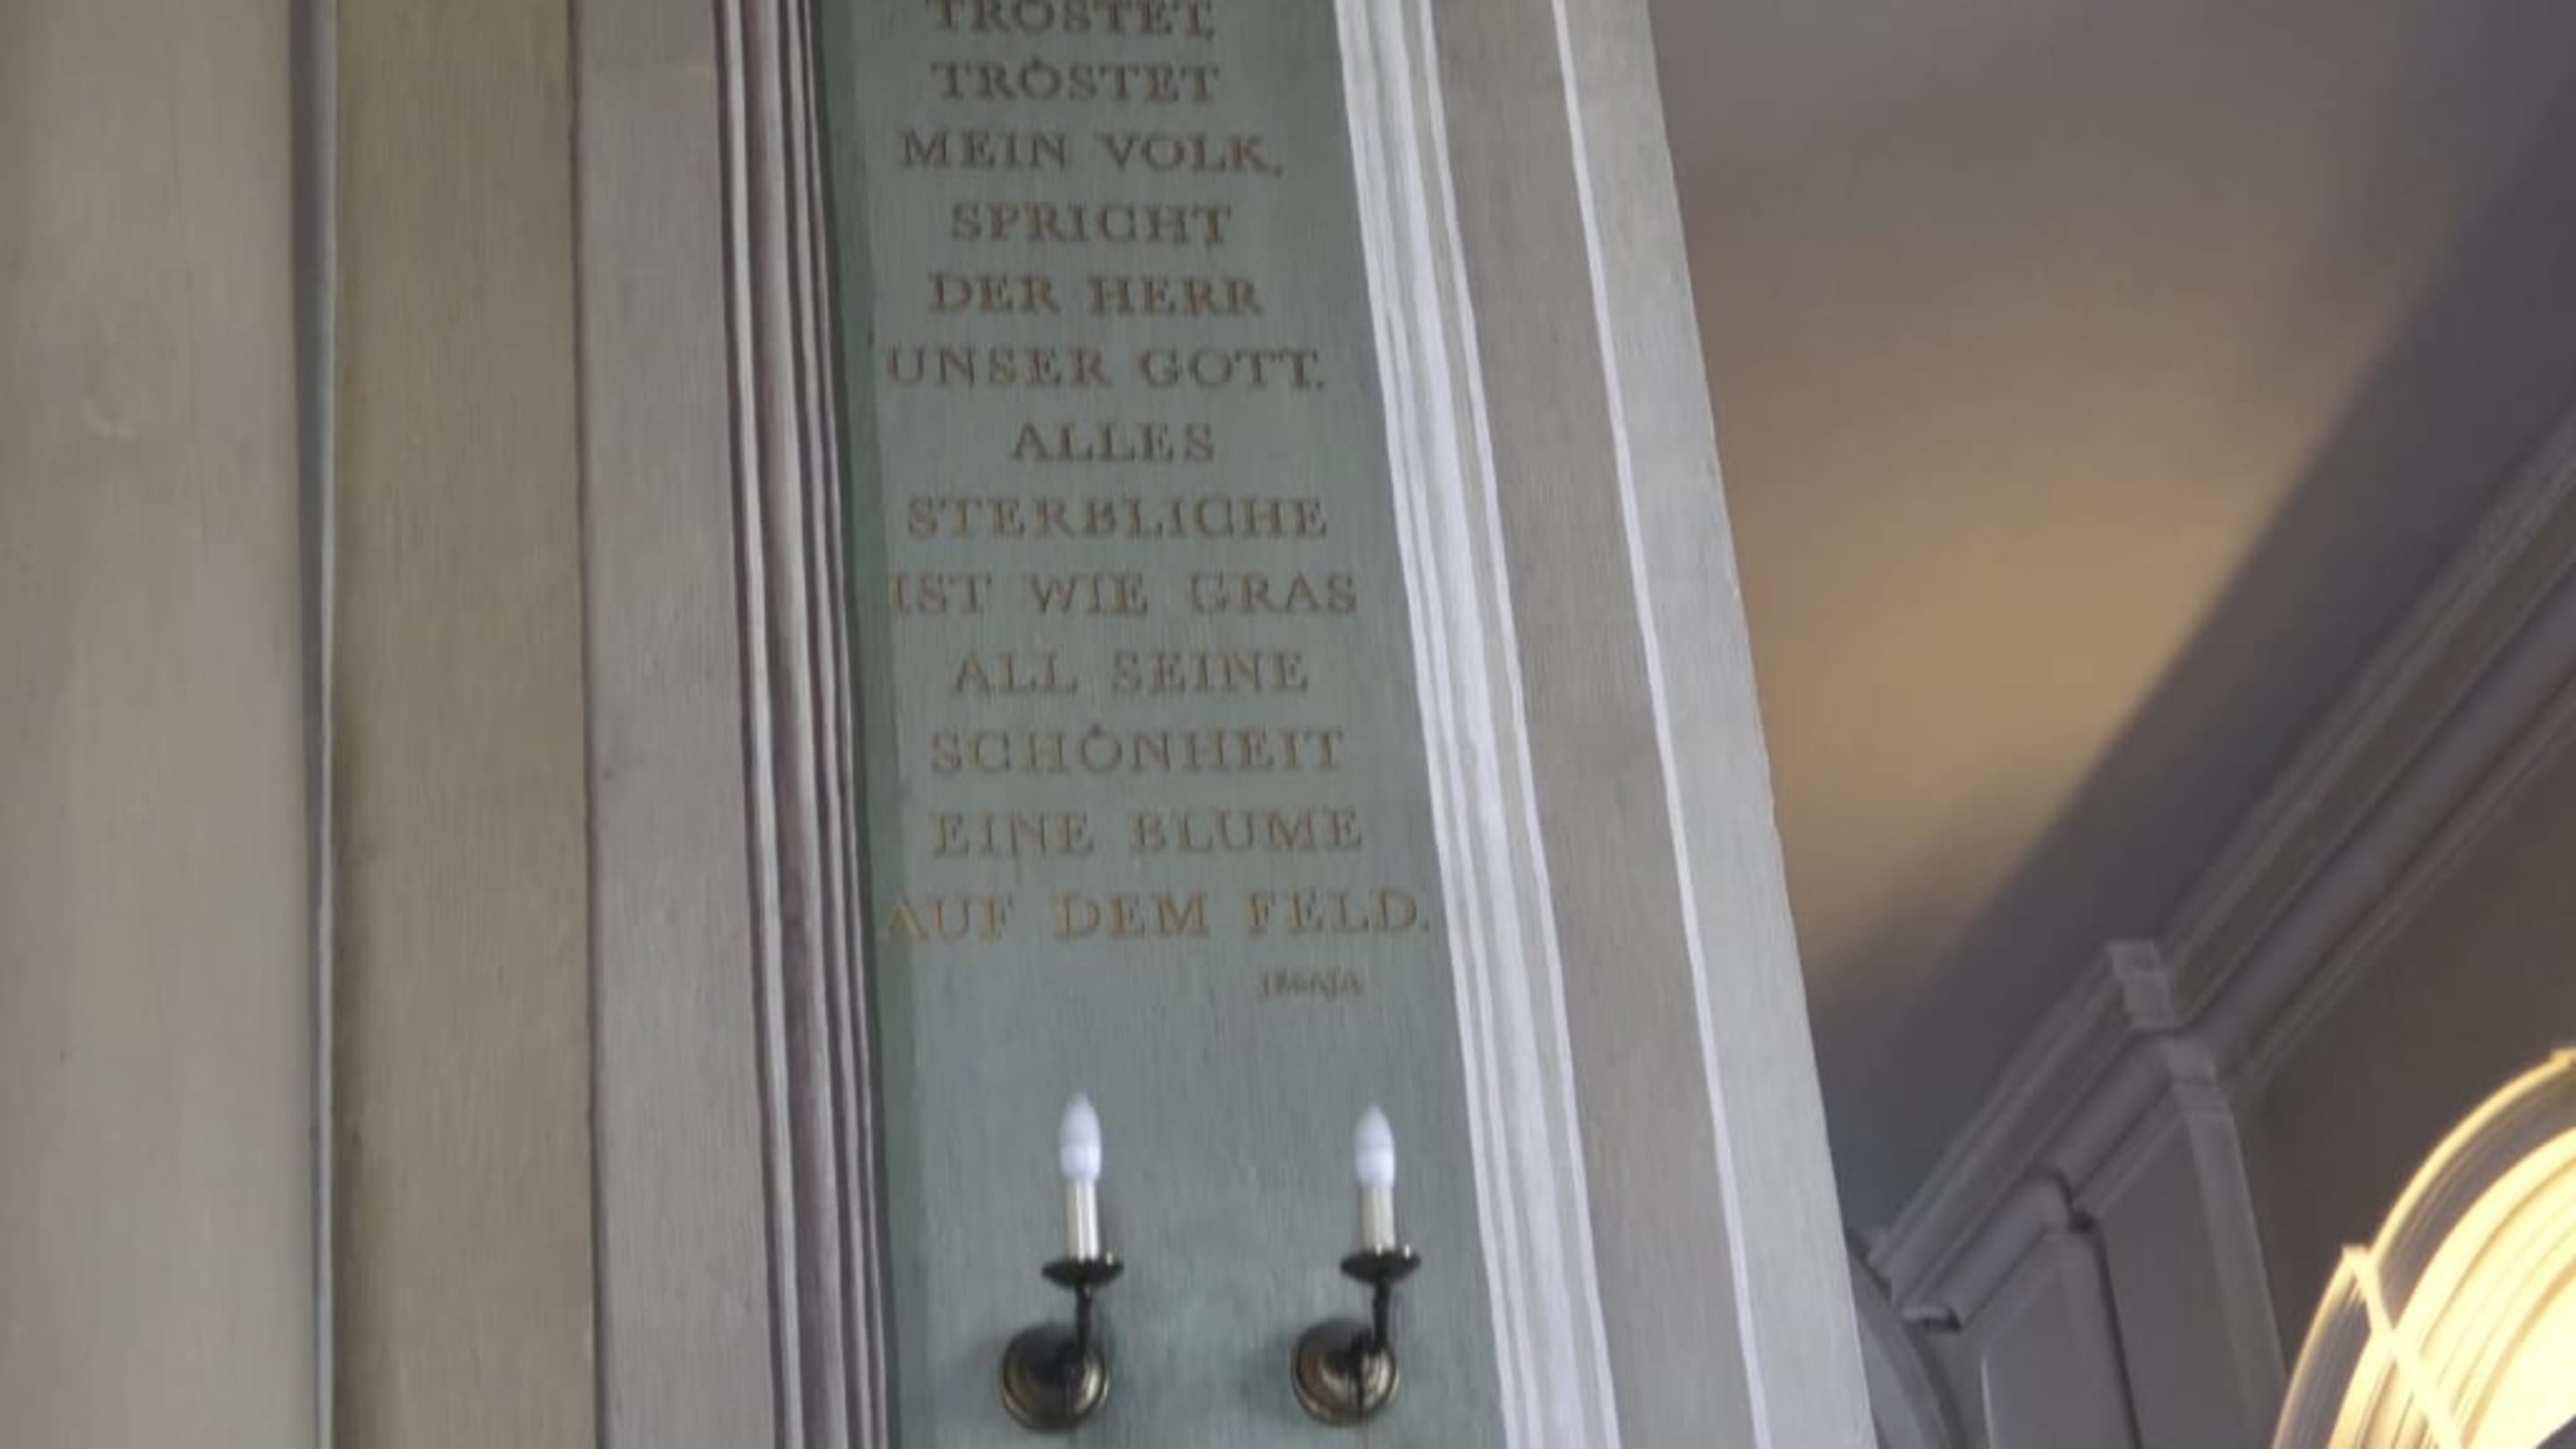 TRÖSTET,
TRÖSTET
MEIN VOLK,
SPRICHT
DER HERR
UNSER GOTT.
ALLES
STERBLICHE
IST WIE GRAS
ALL SEINE
SCHÖNHEIT
EINE BLUME
AUF DEM FELD.
JESAJA